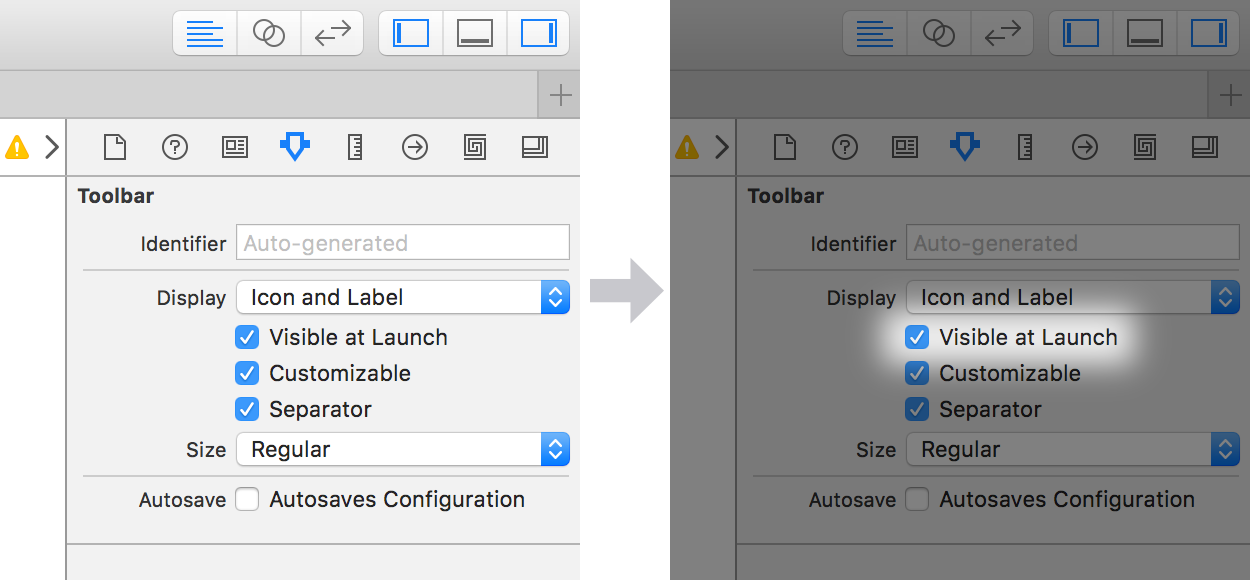 Toolbar
Identifier Auto-generated
Display Icon and Label
Visible at Launch
Customizable
Separator
Size Regular
Autosave Autosaves Configuration
Toolbar
Identifier Auto-generated
Display Icon and Label
Visible at Launch
Customizable
Separator
Size Regular
Autosave Autosaves Configuration